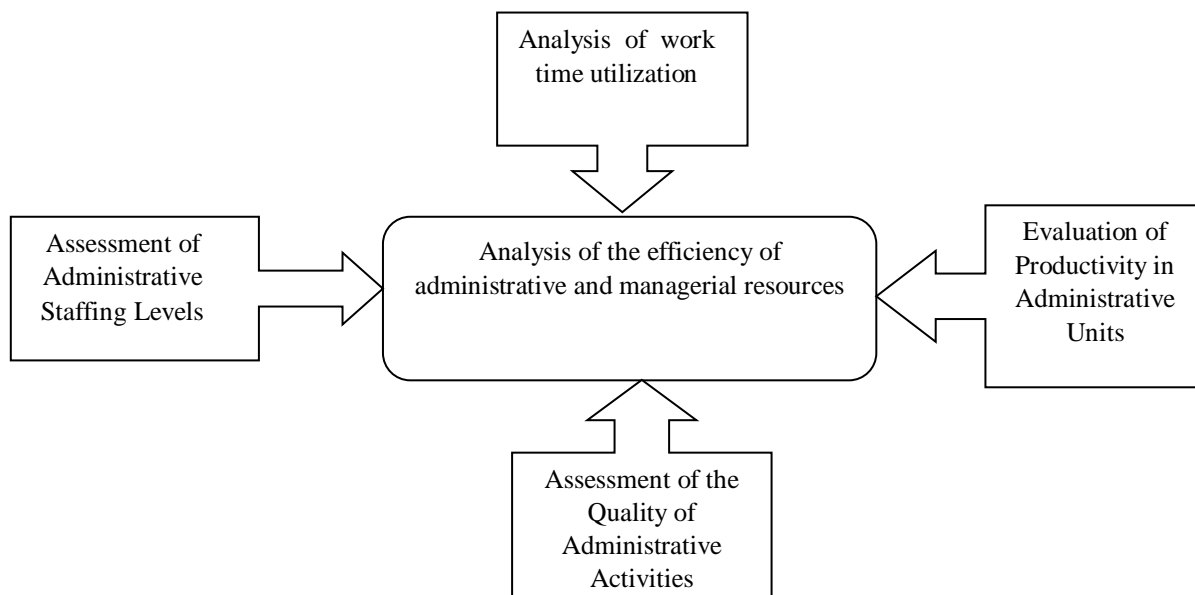 Analysis of work
time utilization
Assessment of
Administrative
Staffing Levels
Analysis of the efficiency of
administrative and managerial resources
Evaluation of
Productivity in
Administrative
Units
Assessment of the
Quality of
Administrative
Activities